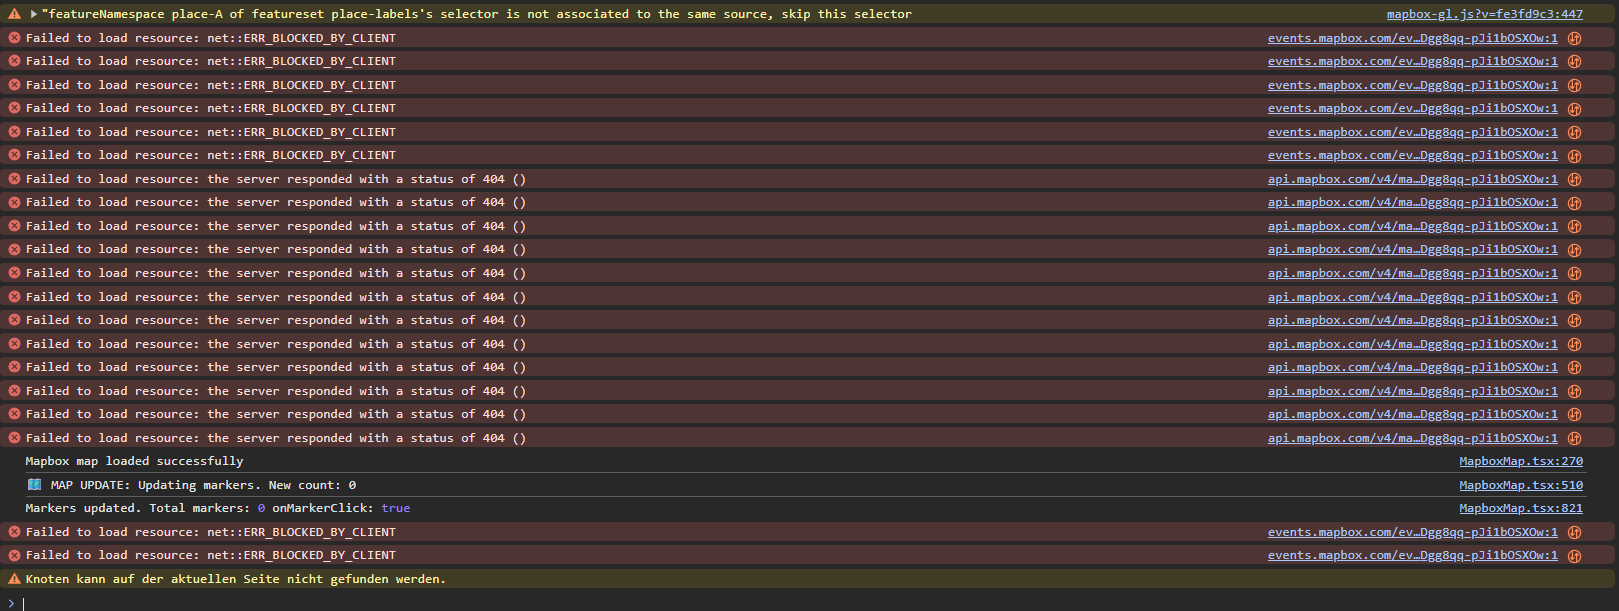 "featureNamespace place-A of featureset place-labels's selector is not associated to the same source, skip this selector mapbox-gl.js?v=fe3fd9c3:447
Failed to load resource: net::ERR_BLOCKED_BY_CLIENT events.mapbox.com/ev…Dgg8qq-pJi1bOSXOw:1
Failed to load resource: net::ERR_BLOCKED_BY_CLIENT events.mapbox.com/ev…Dgg8qq-pJi1bOSXOw:1
Failed to load resource: net::ERR_BLOCKED_BY_CLIENT events.mapbox.com/ev…Dgg8qq-pJi1bOSXOw:1
Failed to load resource: net::ERR_BLOCKED_BY_CLIENT events.mapbox.com/ev…Dgg8qq-pJi1bOSXOw:1
Failed to load resource: net::ERR_BLOCKED_BY_CLIENT events.mapbox.com/ev…Dgg8qq-pJi1bOSXOw:1
Failed to load resource: net::ERR_BLOCKED_BY_CLIENT events.mapbox.com/ev…Dgg8qq-pJi1bOSXOw:1
Failed to load resource: the server responded with a status of 404 () api.mapbox.com/v4/ma…Dgg8qq-pJi1bOSXOw:1
Failed to load resource: the server responded with a status of 404 () api.mapbox.com/v4/ma…Dgg8qq-pJi1bOSXOw:1
Failed to load resource: the server responded with a status of 404 () api.mapbox.com/v4/ma…Dgg8qq-pJi1bOSXOw:1
Failed to load resource: the server responded with a status of 404 () api.mapbox.com/v4/ma…Dgg8qq-pJi1bOSXOw:1
Failed to load resource: the server responded with a status of 404 () api.mapbox.com/v4/ma…Dgg8qq-pJi1bOSXOw:1
Failed to load resource: the server responded with a status of 404 () api.mapbox.com/v4/ma…Dgg8qq-pJi1bOSXOw:1
Failed to load resource: the server responded with a status of 404 () api.mapbox.com/v4/ma…Dgg8qq-pJi1bOSXOw:1
Failed to load resource: the server responded with a status of 404 () api.mapbox.com/v4/ma…Dgg8qq-pJi1bOSXOw:1
Failed to load resource: the server responded with a status of 404 () api.mapbox.com/v4/ma…Dgg8qq-pJi1bOSXOw:1
Failed to load resource: the server responded with a status of 404 () api.mapbox.com/v4/ma…Dgg8qq-pJi1bOSXOw:1
Failed to load resource: the server responded with a status of 404 () api.mapbox.com/v4/ma…Dgg8qq-pJi1bOSXOw:1
Failed to load resource: the server responded with a status of 404 () api.mapbox.com/v4/ma…Dgg8qq-pJi1bOSXOw:1
Mapbox map loaded successfully MapboxMap.tsx:270
🗺️ MAP UPDATE: Updating markers. New count: 0 MapboxMap.tsx:510
Markers updated. Total markers: 0 onMarkerClick: true MapboxMap.tsx:821
Failed to load resource: net::ERR_BLOCKED_BY_CLIENT events.mapbox.com/ev…Dgg8qq-pJi1bOSXOw:1
Failed to load resource: net::ERR_BLOCKED_BY_CLIENT events.mapbox.com/ev…Dgg8qq-pJi1bOSXOw:1
Knoten kann auf der aktuellen Seite nicht gefunden werden.